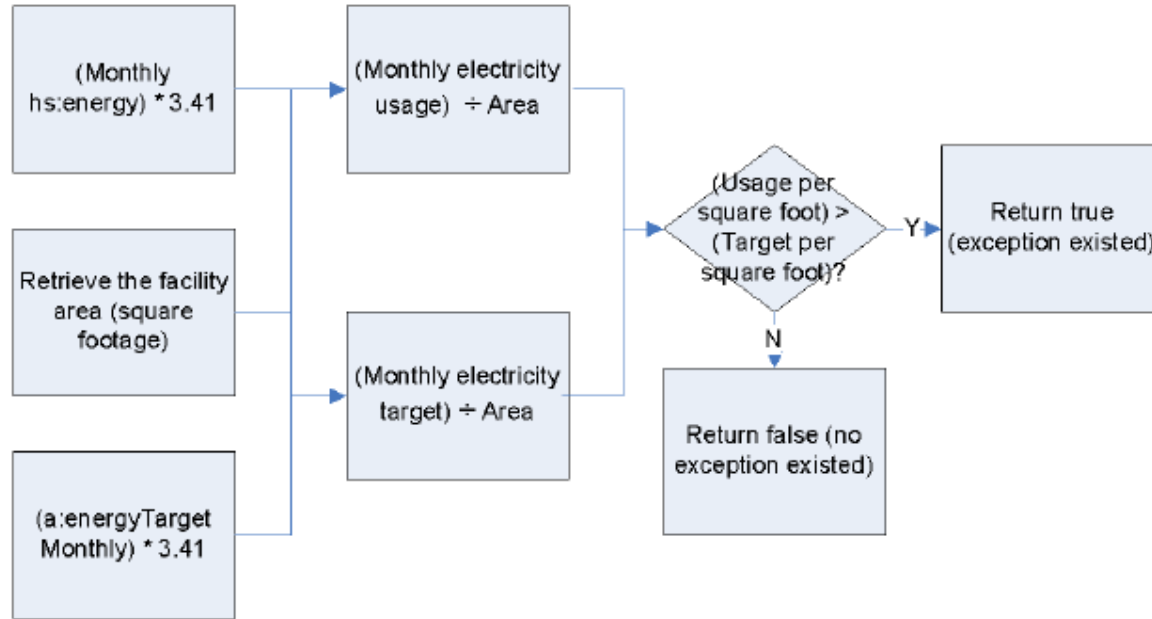 (Monthly
hs:energy) * 3.41
Retrieve the facility
area (square
footage)
(a:energyTarget
Monthly) * 3.41
(Monthly electricity
usage) ÷ Area
(Monthly electricity
target) ÷ Area
(Usage per
square foot) >
(Target per
square foot)?
Y
Return true
(exception existed)
N
Return false (no
exception existed)